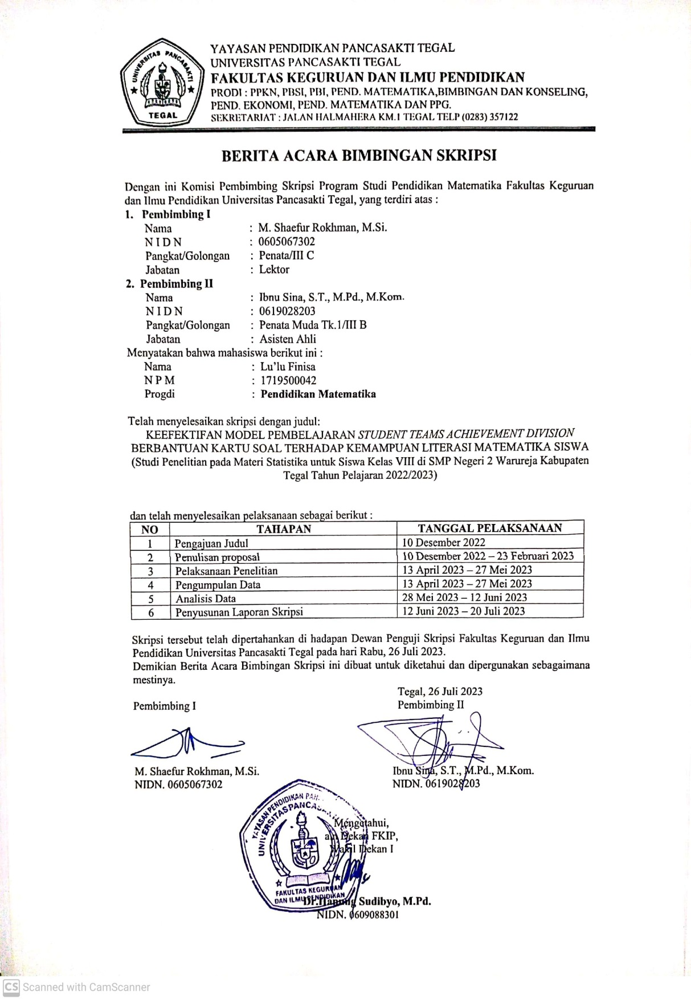 UNIVERSITAS PANCASAKTI
TEGAL
YAYASAN PENDIDIKAN PANCASAKTI TEGAL
UNIVERSITAS PANCASAKTI TEGAL
FAKULTAS KEGURUAN DAN ILMU PENDIDIKAN
PRODI : PPKN, PBSI, PBI, PEND. MATEMATIKA,BIMBINGAN DAN KONSELING,
PEND. EKONOMI, PEND. MATEMATIKA DAN PPG.
SEKRETARIAT : JALAN HALMAHERA KM.1 TEGAL TELP (0283) 357122
BERITA ACARA BIMBINGAN SKRIPSI
Dengan ini Komisi Pembimbing Skripsi Program Studi Pendidikan Matematika Fakultas Keguruan
dan Ilmu Pendidikan Universitas Pancasakti Tegal, yang terdiri atas :
1. Pembimbing I
Nama : M. Shaefur Rokhman, M.Si.
N I D N : 0605067302
Pangkat/Golongan : Penata/III C
Jabatan : Lektor
2. Pembimbing II
Nama : Ibnu Sina, S.T., M.Pd., M.Kom.
N I D N : 0619028203
Pangkat/Golongan : Penata Muda Tk.1/III B
Jabatan : Asisten Ahli
Menyatakan bahwa mahasiswa berikut ini :
Nama : Lu'lu Finisa
N P M : 1719500042
Progdi : Pendidikan Matematika
Telah menyelesaikan skripsi dengan judul:
KEEFEKTIFAN MODEL PEMBELAJARAN STUDENT TEAMS ACHIEVEMENT DIVISION
BERBANTUAN KARTU SOAL TERHADAP KEMAMPUAN LITERASI MATEMATIKA SISWA
(Studi Penelitian pada Materi Statistika untuk Siswa Kelas VIII di SMP Negeri 2 Warureja Kabupaten
Tegal Tahun Pelajaran 2022/2023)
dan telah menyelesaikan pelaksanaan sebagai berikut :
NO TAHAPAN TANGGAL PELAKSANAAN
1 Pengajuan Judul 10 Desember 2022
2 Penulisan proposal 10 Desember 2022 – 23 Februari 2023
3 Pelaksanaan Penelitian 13 April 2023 – 27 Mei 2023
4 Pengumpulan Data 13 April 2023 – 27 Mei 2023
5 Analisis Data 28 Mei 2023 – 12 Juni 2023
6 Penyusunan Laporan Skripsi 12 Juni 2023 – 20 Juli 2023
Skripsi tersebut telah dipertahankan di hadapan Dewan Penguji Skripsi Fakultas Keguruan dan Ilmu
Pendidikan Universitas Pancasakti Tegal pada hari Rabu, 26 Juli 2023.
Demikian Berita Acara Bimbingan Skripsi ini dibuat untuk diketahui dan dipergunakan sebagaimana
mestinya.
Tegal, 26 Juli 2023
Pembimbing I Pembimbing II
M. Shaefur Rokhman, M.Si. Ibnu Sina, S.T., M.Pd., M.Kom.
NIDN. 0605067302 NIDN. 0619028203
YAYASAN PENDIDIKAN
UNIVERSITAS
Mengetahui,
Dekan FKIP,
Wakil Dekan I
FAKULTAS KEGURUAN
DAN ILMU PENDIDIKAN
Dr.Hanung Sudibyo, M.Pd.
NIDN. 0609088301
CS Scanned with CamScanner